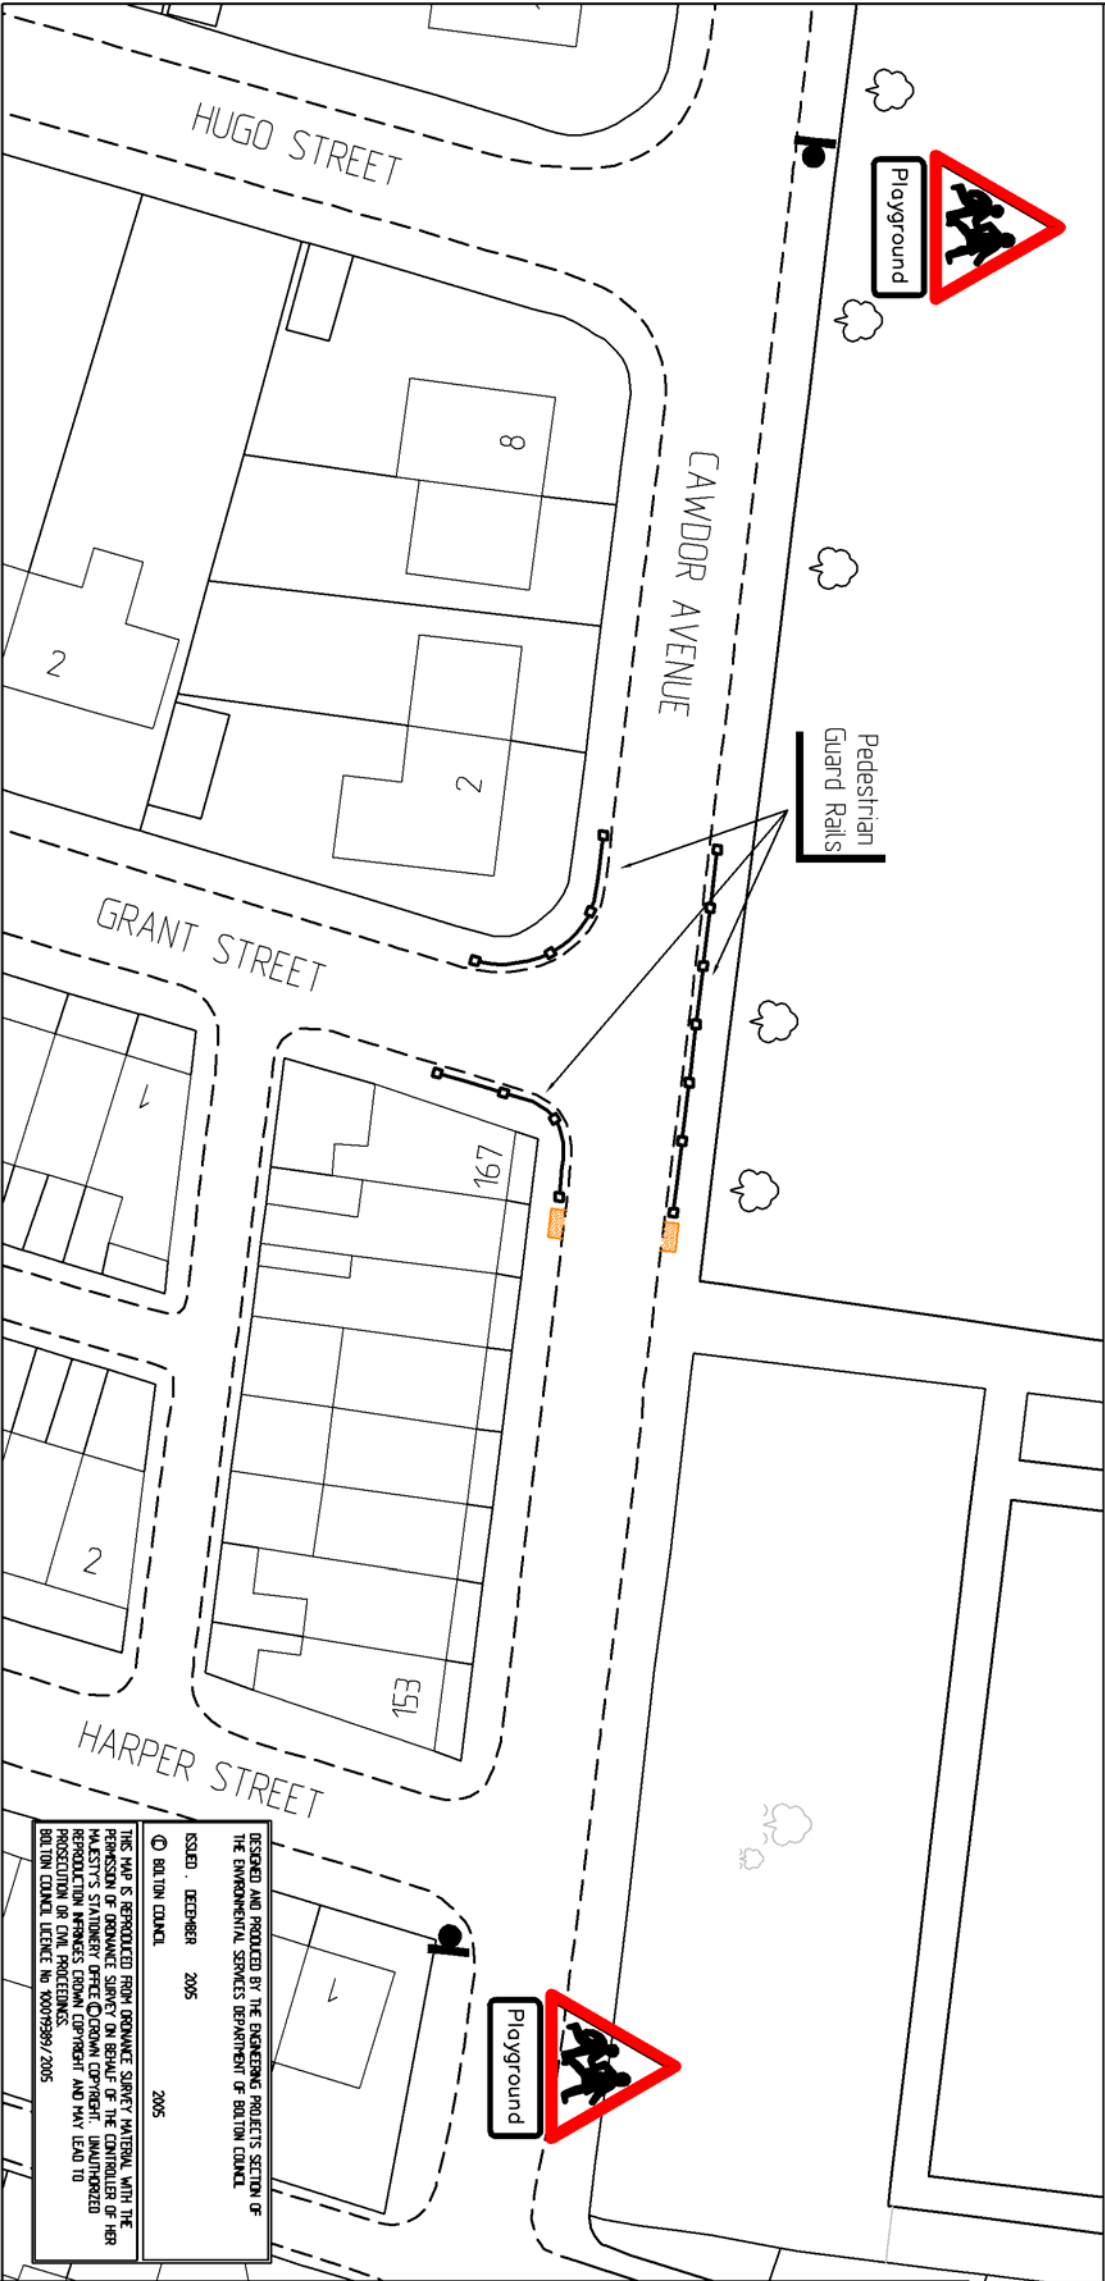 Playground
HUGO STREET
CAWDOR AVENUE
8
2
2
Pedestrian
Guard Rails
GRANT STREET
1
167
153
2
HARPER STREET
1
Playground
DESIGNED AND PRODUCED BY THE ENGINEERING PROJECTS SECTION OF
THE ENVIRONMENTAL SERVICES DEPARTMENT OF BOLTON COUNCIL
ISSUED . DECEMBER 2005
© BOLTON COUNCIL 2005
THIS MAP IS REPRODUCED FROM ORDNANCE SURVEY MATERIAL WITH THE
PERMISSION OF ORDNANCE SURVEY ON BEHALF OF THE CONTROLLER OF HER
MAJESTY'S STATIONERY OFFICE © CROWN COPYRIGHT. UNAUTHORIZED
REPRODUCTION INFRINGES CROWN COPYRIGHT AND MAY LEAD TO
PROSECUTION OR CIVIL PROCEEDINGS.
BOLTON COUNCIL LICENCE No 100019389/2005